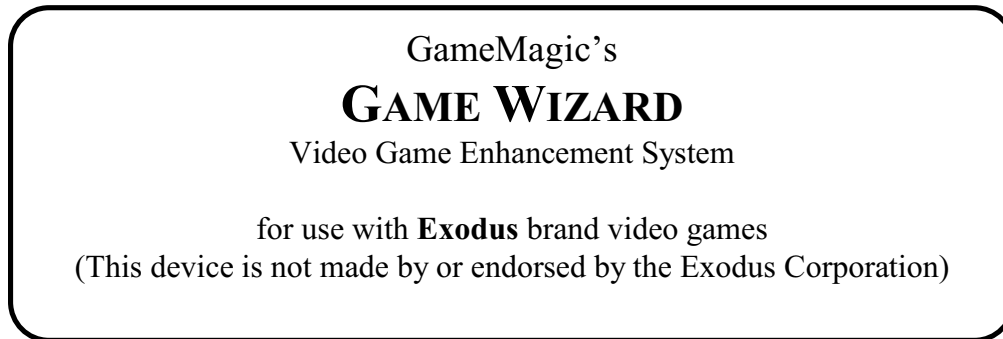 GameMagic’s
GAME WIZARD
Video Game Enhancement System
for use with Exodus brand video games
(This device is not made by or endorsed by the Exodus Corporation)